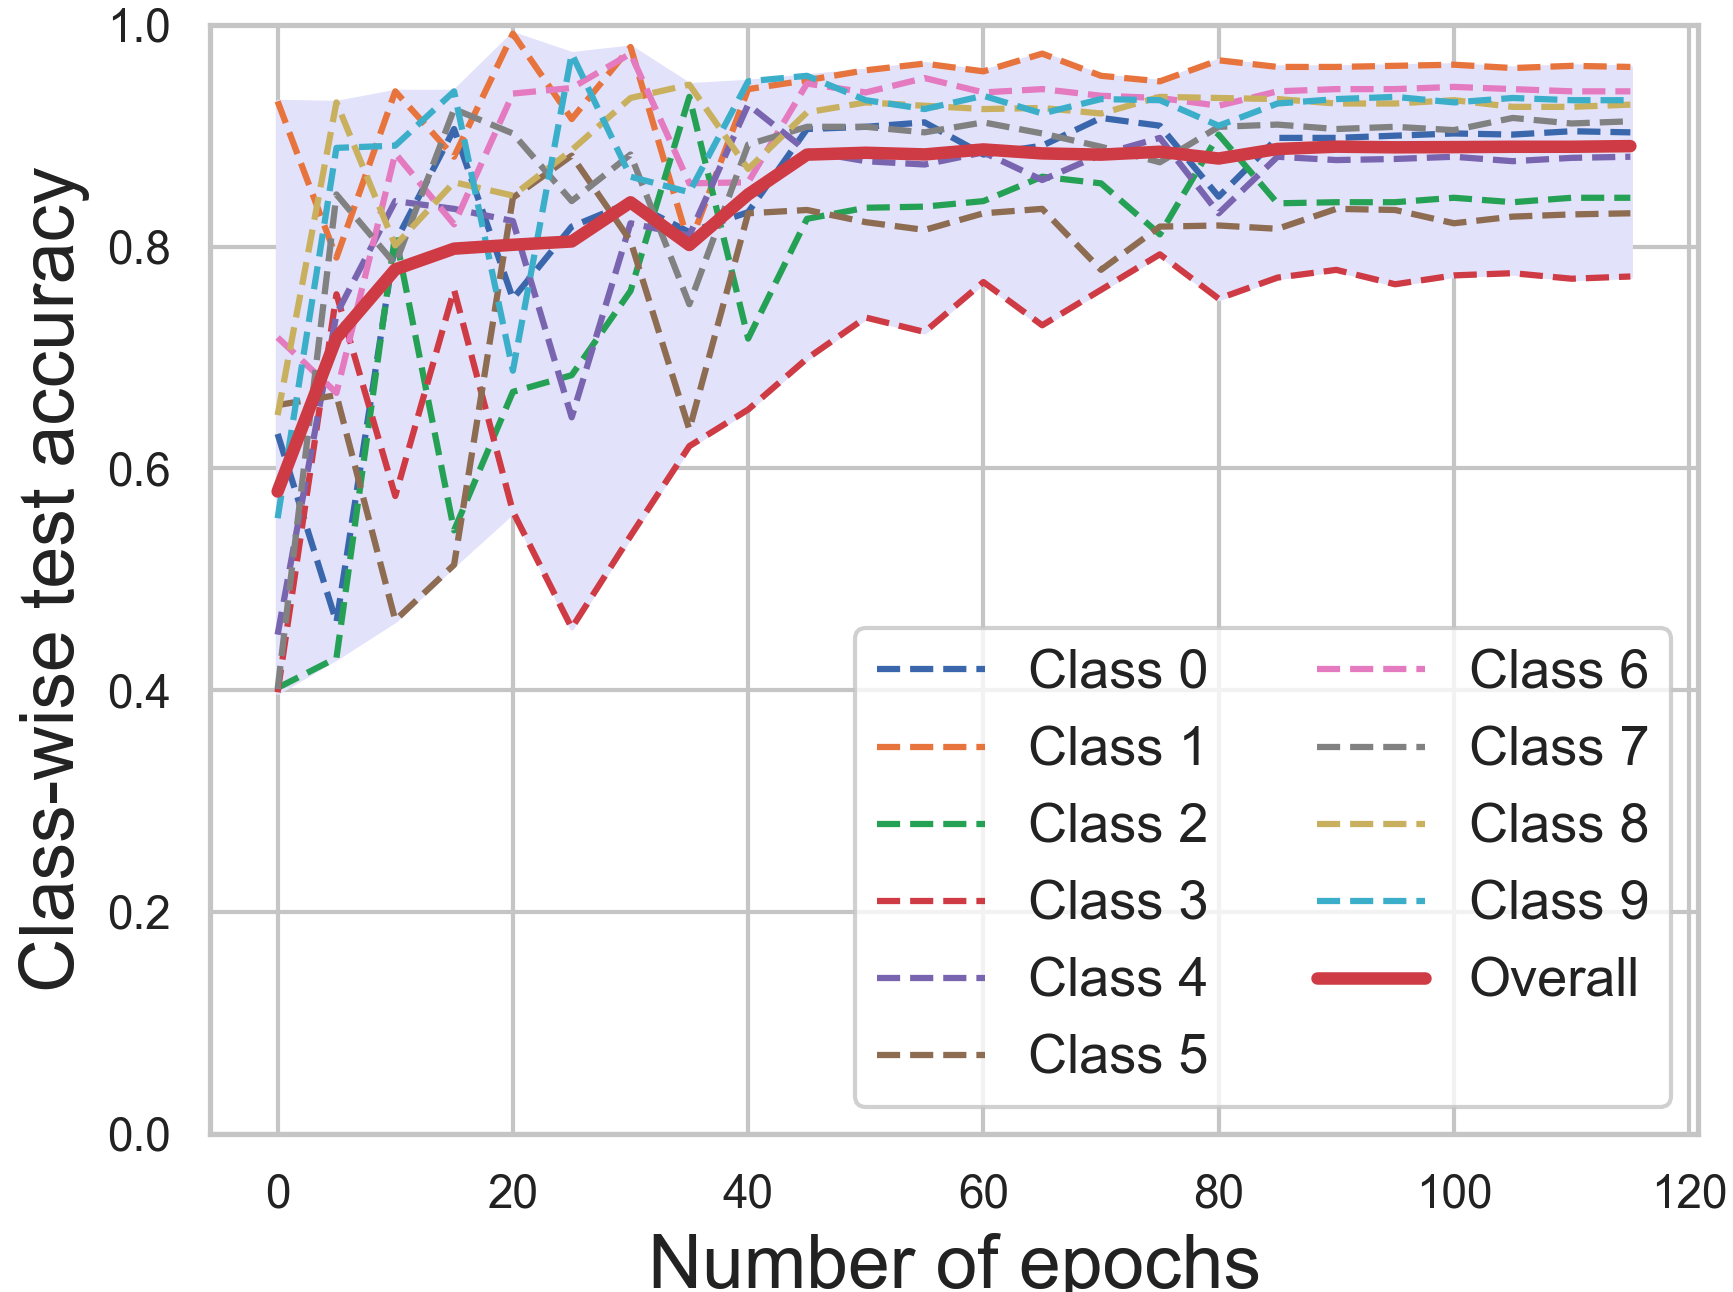 Class-wise test accuracy
1.0
0.8
0.6
0.4
0.2
0.0
0 20 40 60 80 100 120
Number of epochs
Class 0
Class 1
Class 2
Class 3
Class 4
Class 5
Class 6
Class 7
Class 8
Class 9
Overall